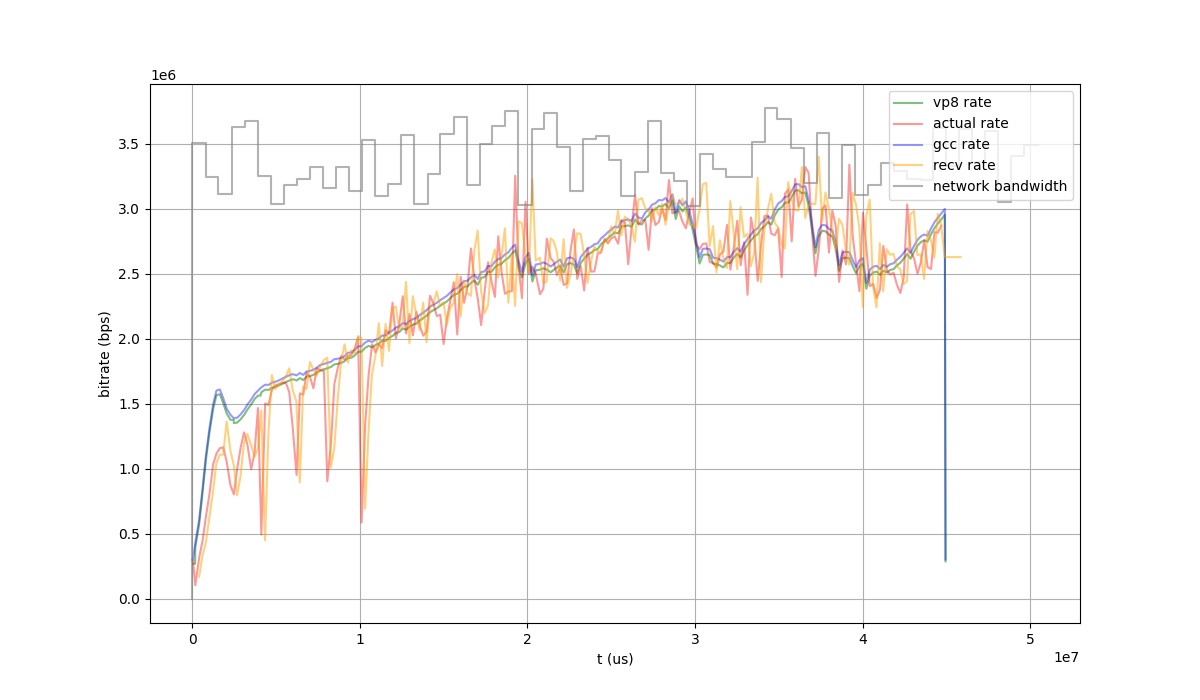 1e6
vp8 rate
actual rate
gcc rate
recv rate
network bandwidth
3.5
3.0
2.5
2.0
1.5
1.0
0.5
0.0
bitrate (bps)
0 1 2 3 4 5
t (us)
1e7